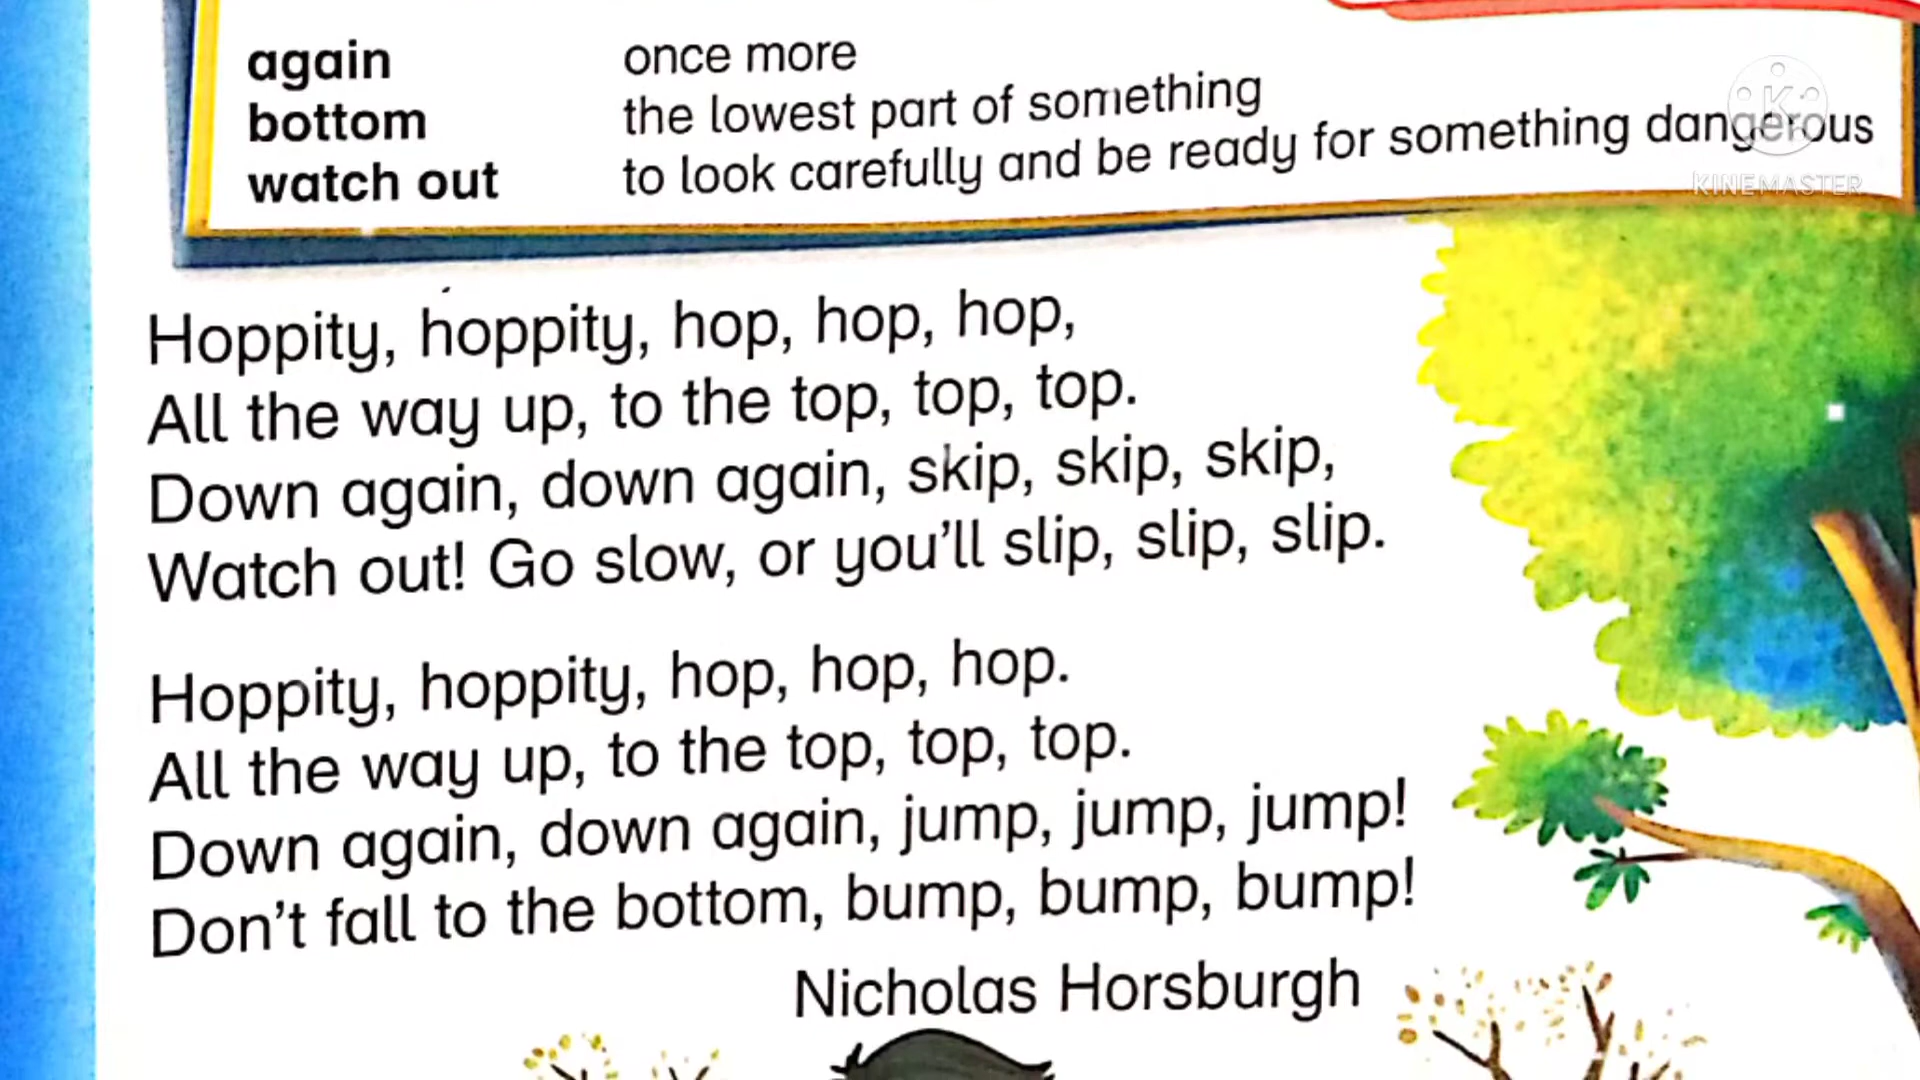 again once more
bottom the lowest part of something
watch out to look carefully and be ready for something dangerous
KINEMASTER
Hoppity, hoppity, hop, hop, hop,
All the way up, to the top, top, top.
Down again, down again, skip, skip, skip,
Watch out! Go slow, or you'll slip, slip, slip.
Hoppity, hoppity, hop, hop, hop.
All the way up, to the top, top, top.
Down again, down again, jump, jump, jump!
Don't fall to the bottom, bump, bump, bump!
Nicholas Horsburgh